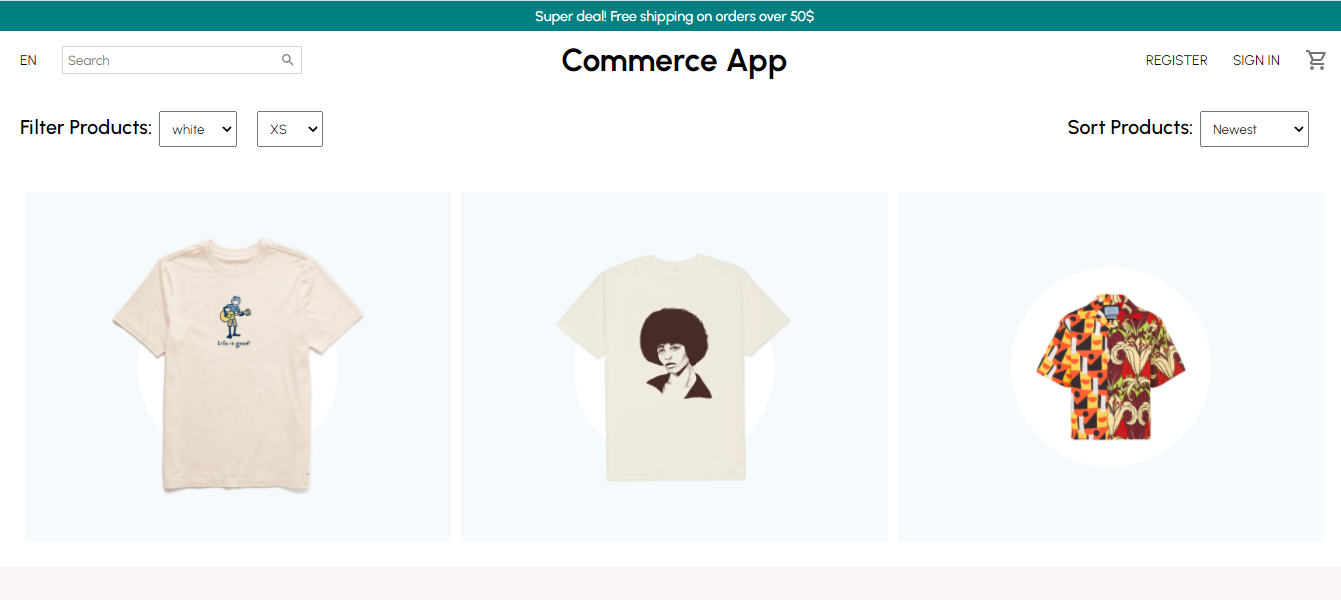 Super deal! Free shipping on orders over 50$
EN
Search
Commerce App
REGISTER
SIGN IN
Filter Products:
white
XS
Sort Products:
Newest
Life is good